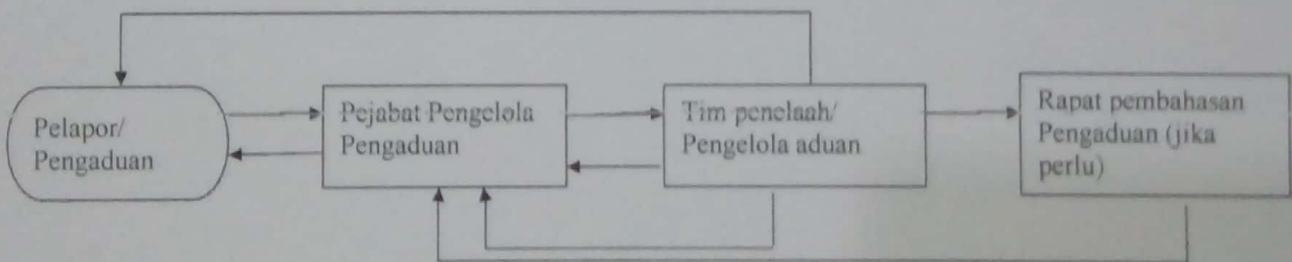 Pelapor/
Pengaduan
Pejabat Pengelola
Pengaduan
Tim penelaah/
Pengelola aduan
Rapat pembahasan
Pengaduan (jika
perlu)